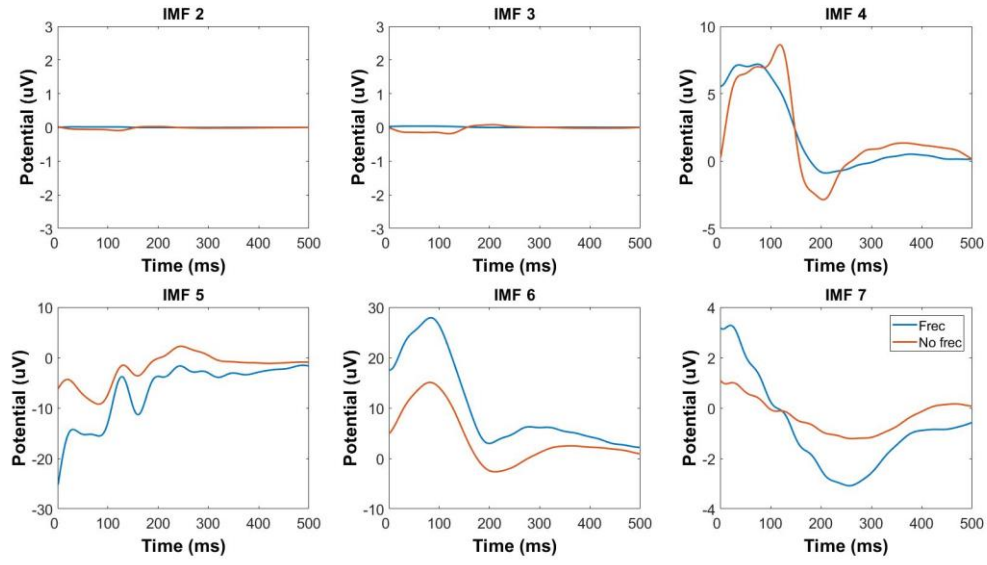 IMF 2
3
2
1
0
-1
-2
-3
Potential (uV)
0 100 200 300 400 500
Time (ms)
IMF 3
3
2
1
0
-1
-2
-3
Potential (uV)
0 100 200 300 400 500
Time (ms)
IMF 4
10
5
0
-5
Potential (uV)
0 100 200 300 400 500
Time (ms)
IMF 5
10
0
-10
-20
-30
Potential (uV)
0 100 200 300 400 500
Time (ms)
IMF 6
30
20
10
0
-10
Potential (uV)
0 100 200 300 400 500
Time (ms)
IMF 7
4
2
0
-2
-4
Potential (uV)
Frec
No frec
0 100 200 300 400 500
Time (ms)